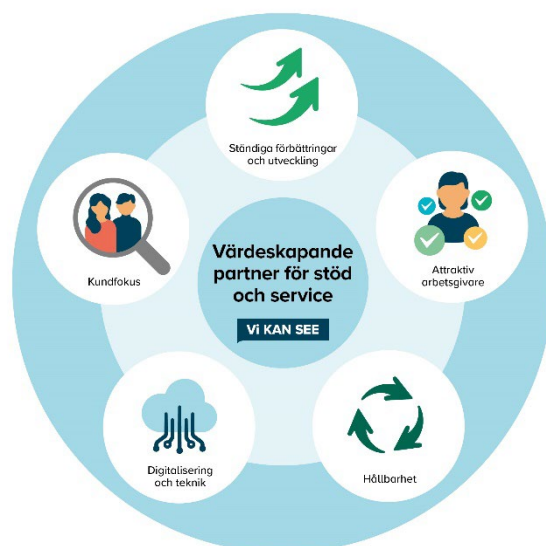 Ständiga förbättringar
och utveckling
Kundfokus
Attraktiv
arbetsgivare
Värdeskapande
partner för stöd
och service
Vi KAN SEE
Digitalisering
och teknik
Hållbarhet